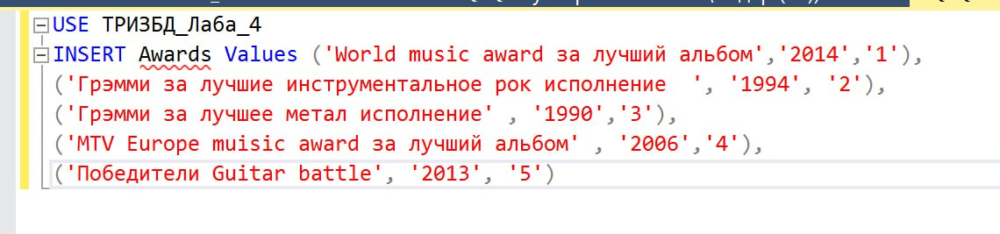 USE ТРИЗБД_Лаба_4
INSERT Awards Values ('World music award за лучший альбом','2014','1'),
('Грэмми за лучшие инструментальное рок исполнение  ', '1994', '2'),
('Грэмми за лучшее метал исполнение' , '1990','3'),
('MTV Europe muisic award за лучший альбом' , '2006','4'),
('Победители Guitar battle', '2013', '5')